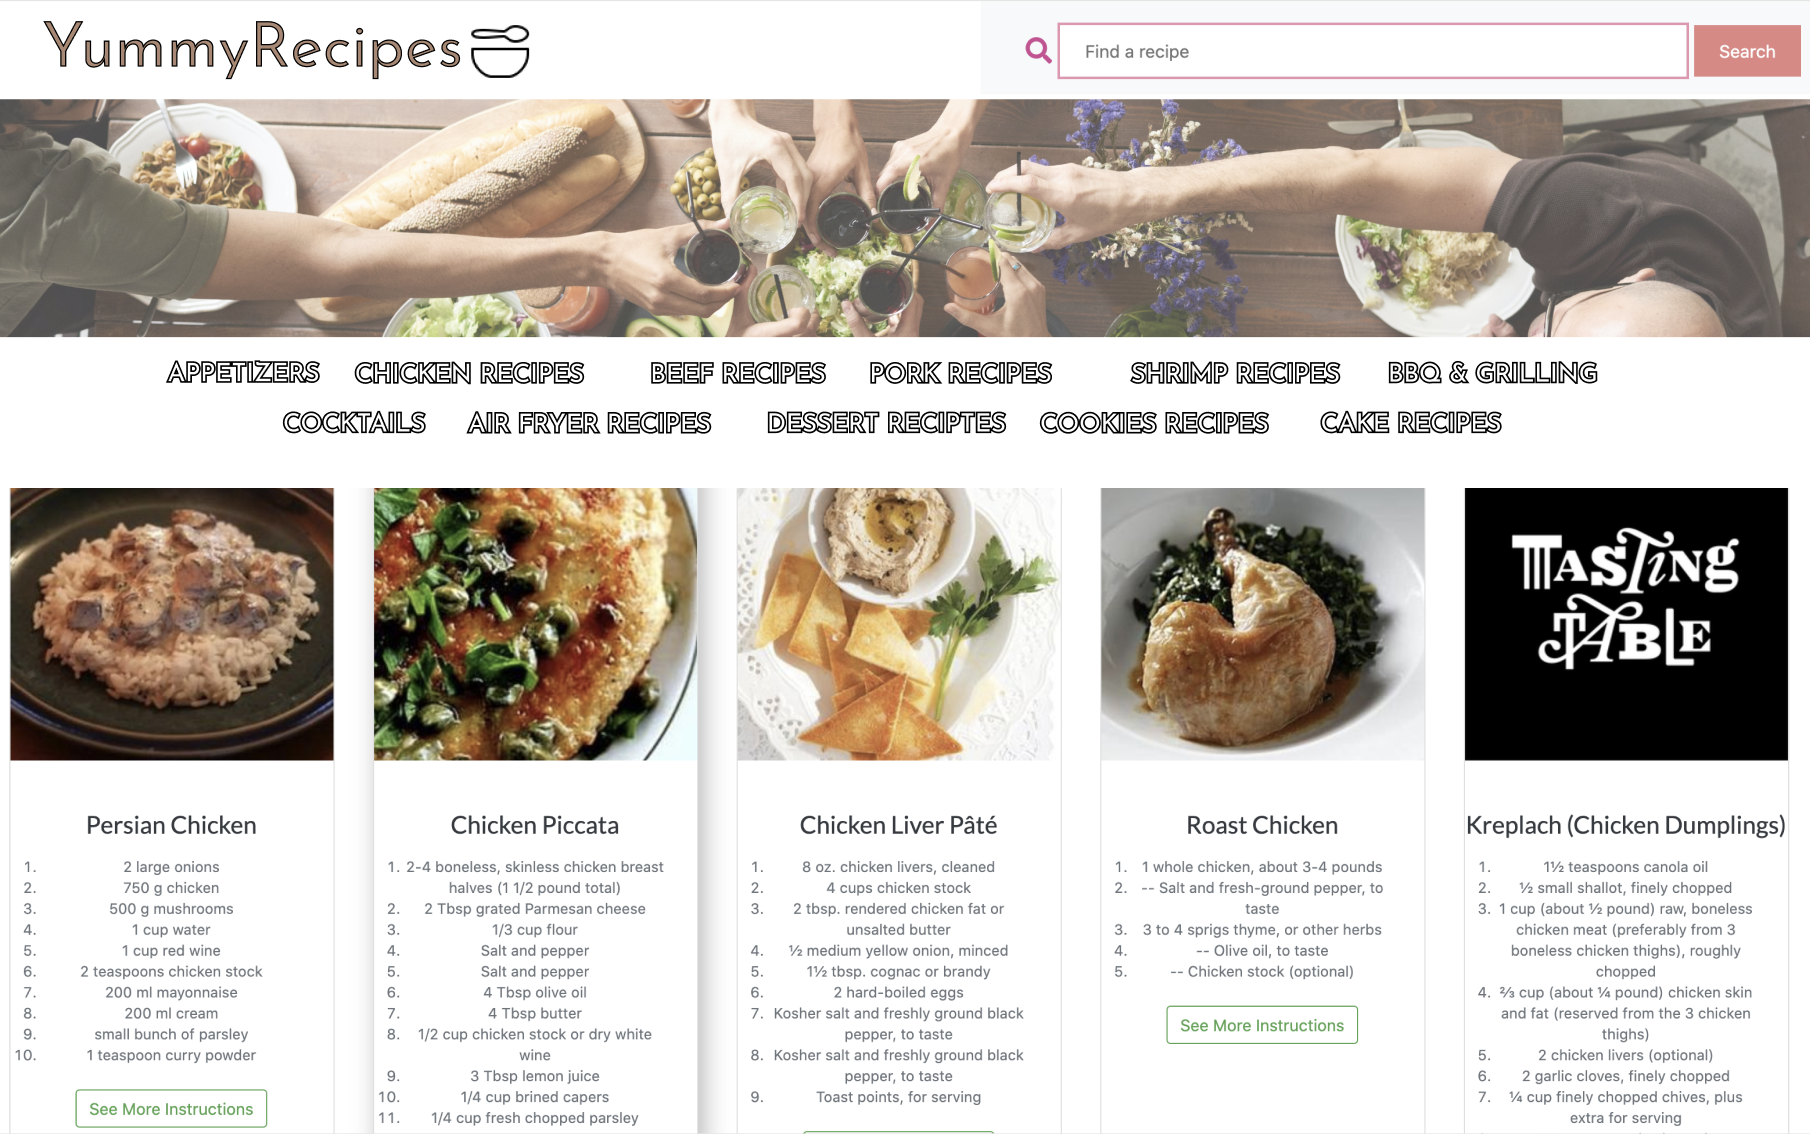 YummyRecipes
Find a recipe
Search
APPETIZERS
CHICKEN RECIPES
BEEF RECIPES
PORK RECIPES
SHRIMP RECIPES
BBQ & GRILLING
COCKTAILS
AIR FRYER RECIPES
DESSERT RECIPTES
COOKIES RECIPES
CAKE RECIPES
Persian Chicken
1. 2 large onions
2. 750 g chicken
3. 500 g mushrooms
4. 1 cup water
5. 1 cup red wine
6. 2 teaspoons chicken stock
7. 200 ml mayonnaise
8. 200 ml cream
9. small bunch of parsley
10. 1 teaspoon curry powder
See More Instructions
Chicken Piccata
1. 2-4 boneless, skinless chicken breast
halves (1 1/2 pound total)
2. 2 Tbsp grated Parmesan cheese
3. 1/3 cup flour
4. Salt and pepper
5. Salt and pepper
6. 4 Tbsp olive oil
7. 4 Tbsp butter
8. 1/2 cup chicken stock or dry white
wine
9. 3 Tbsp lemon juice
10. 1/4 cup brined capers
11. 1/4 cup fresh chopped parsley
Chicken Liver Pâté
1. 8 oz. chicken livers, cleaned
2. 4 cups chicken stock
3. 2 tbsp. rendered chicken fat or
unsalted butter
4. ½ medium yellow onion, minced
5. 1½ tbsp. cognac or brandy
6. 2 hard-boiled eggs
7. Kosher salt and freshly ground black
pepper, to taste
8. Kosher salt and freshly ground black
pepper, to taste
9. Toast points, for serving
Roast Chicken
1. 1 whole chicken, about 3-4 pounds
2. -- Salt and fresh-ground pepper, to
taste
3. 3 to 4 sprigs thyme, or other herbs
4. -- Olive oil, to taste
5. -- Chicken stock (optional)
See More Instructions
TASTING
TABLE
Kreplach (Chicken Dumplings)
1. 1½ teaspoons canola oil
2. ½ small shallot, finely chopped
3. 1 cup (about ½ pound) raw, boneless
chicken meat (preferably from 3
boneless chicken thighs), roughly
chopped
4. ⅔ cup (about ¼ pound) chicken skin
and fat (reserved from the 3 chicken
thighs)
5. 2 chicken livers (optional)
6. 2 garlic cloves, finely chopped
7. ¼ cup finely chopped chives, plus
extra for serving